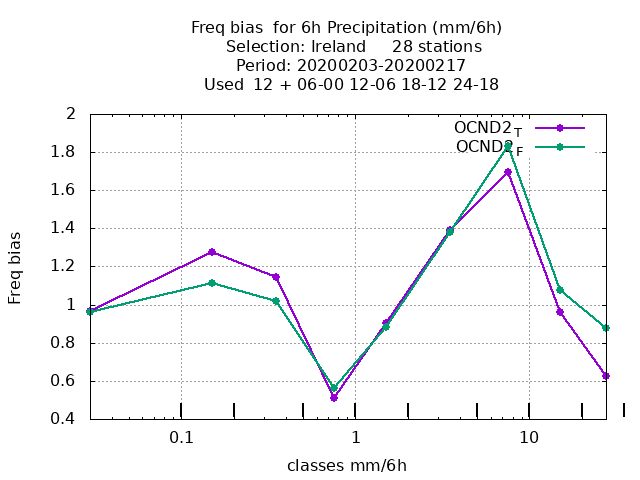 Freq bias  for 6h Precipitation (mm/6h)
Selection: Ireland     28 stations
Period: 20200203-20200217
Used  12 + 06-00 12-06 18-12 24-18
OCND2T
OCND2F
2
1.8
1.6
1.4
1.2
1
0.8
0.6
0.4
Freq bias
0.1
1
10
classes mm/6h